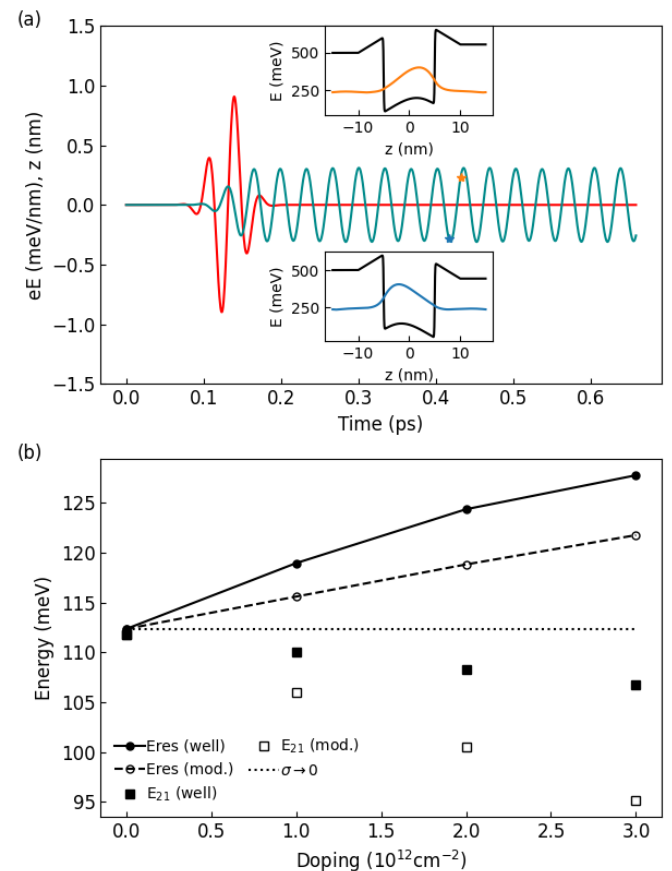 (a)
1.5
1.0
0.5
0.0
−0.5
−1.0
−1.5
eE (meV/nm), z (nm)
0.0 0.1 0.2 0.3 0.4 0.5 0.6
Time (ps)
500
250
E (meV)
−10 0 10
z (nm)
500
250
E (meV)
−10 0 10
z (nm)
(b)
125
120
115
110
105
100
95
Energy (meV)
Eres (well)
Eres (mod.)
E₂₁ (well)
E₂₁ (mod.)
σ→0
0.0 0.5 1.0 1.5 2.0 2.5 3.0
Doping (10¹²cm⁻²)